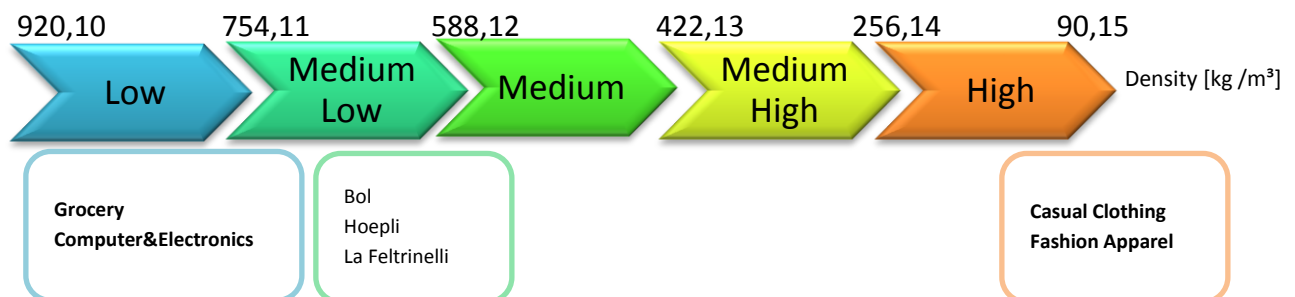 920,10 754,11 588,12 422,13 256,14 90,15
Low
Medium
Low
Medium
Medium
High
High
Density [kg /m³]
Grocery
Computer&Electronics
Bol
Hoepli
La Feltrinelli
Casual Clothing
Fashion Apparel